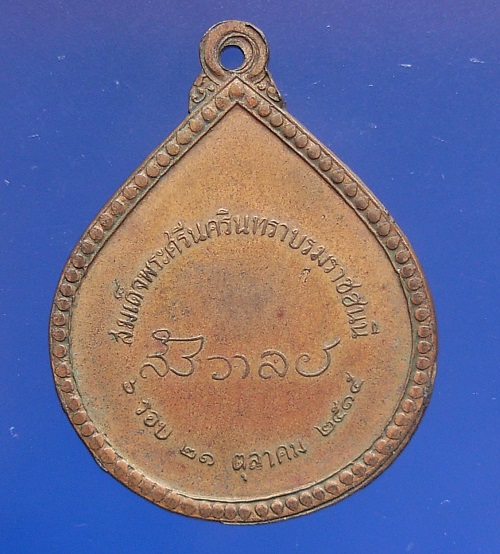 สมเด็จพระศรีนครินทราบรมราชชนนี
สังวาลย์
๖ รอบ ๒๑ ตุลาคม ๒๕๑๕